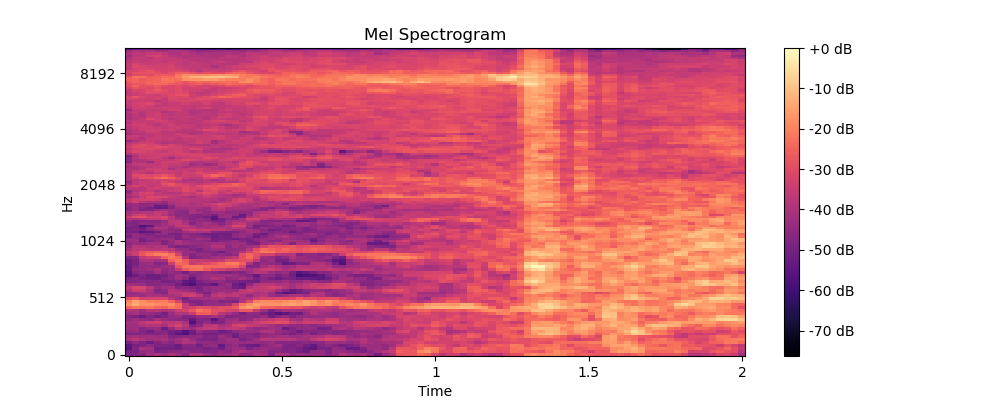 Mel Spectrogram
Hz
8192
4096
2048
1024
512
0
0
0.5
1
1.5
2
Time
+0 dB
-10 dB
-20 dB
-30 dB
-40 dB
-50 dB
-60 dB
-70 dB